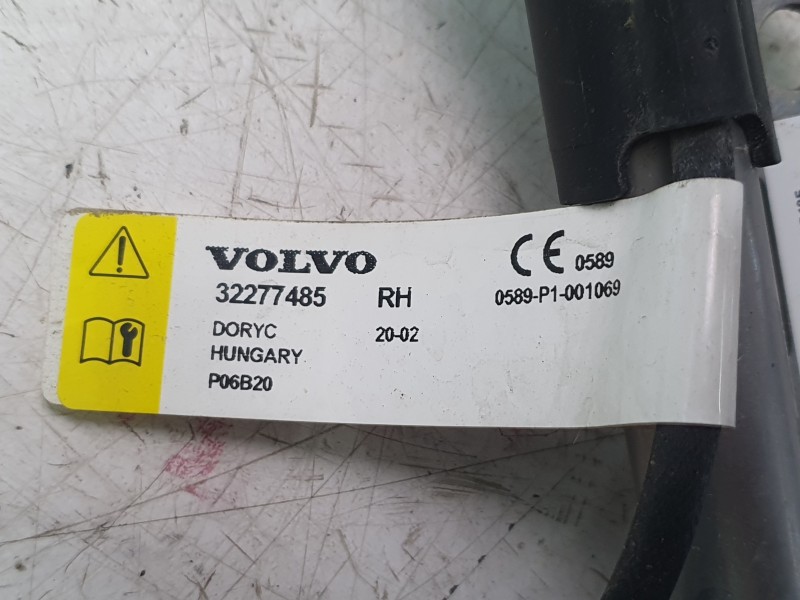 VOLVO
32277485 RH
DORYC 20-02
HUNGARY
P06B20
CE 0589
0589-P1-001069